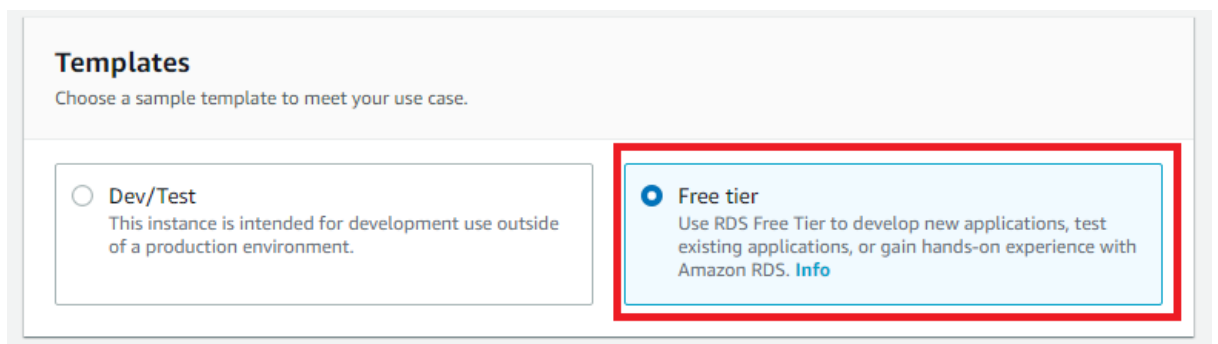 Templates
Choose a sample template to meet your use case.
Dev/Test
This instance is intended for development use outside
of a production environment.
Free tier
Use RDS Free Tier to develop new applications, test
existing applications, or gain hands-on experience with
Amazon RDS. Info